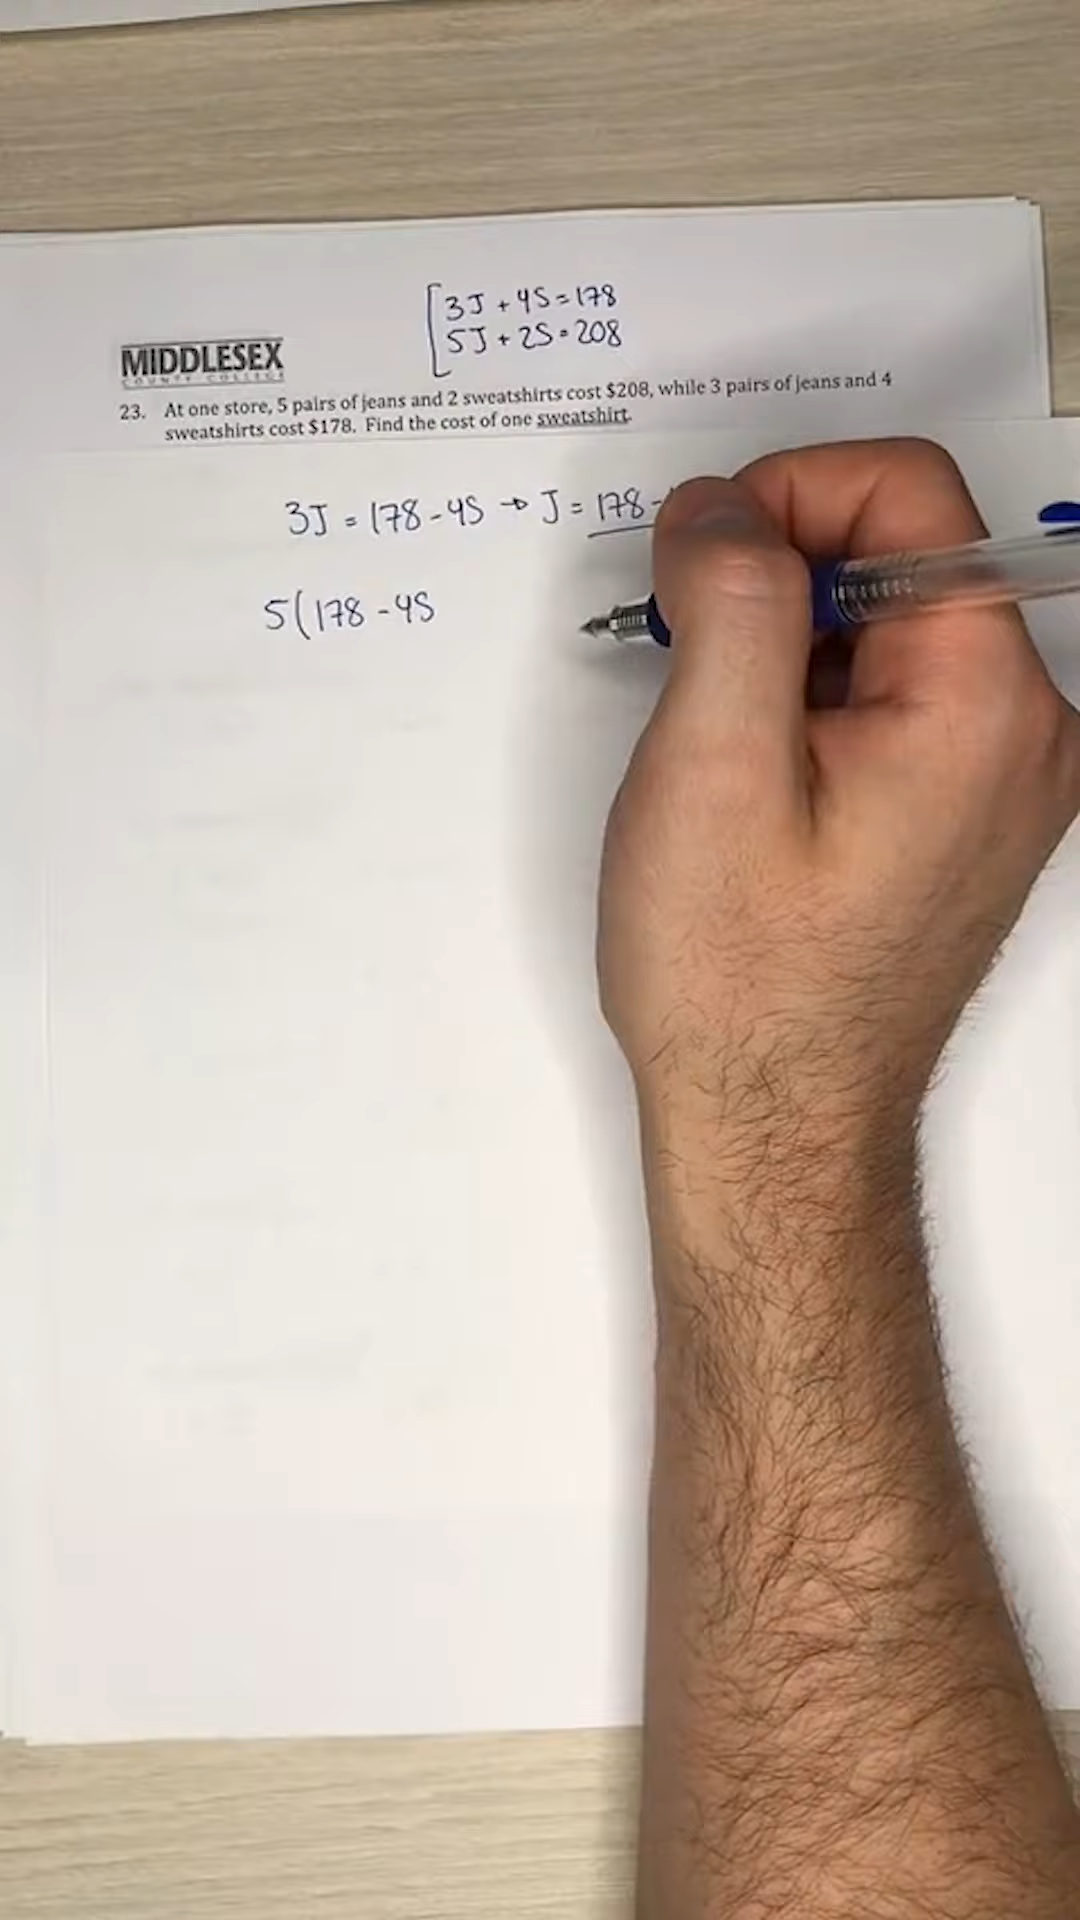 3J + 4S = 178
5J + 2S = 208
MIDDLESEX
COUNTY COLLEGE
23. At one store, 5 pairs of jeans and 2 sweatshirts cost $208, while 3 pairs of jeans and 4
sweatshirts cost $178. Find the cost of one sweatshirt.
3J = 178 - 4S → J = 178 -
5(178 - 4S